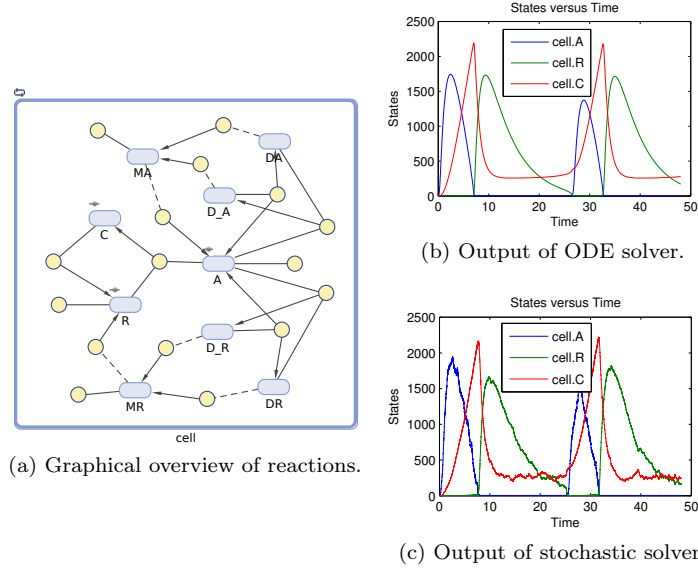 MA
DA
D_A
C
A
R
D_R
MR
DR
cell
(a) Graphical overview of reactions.
States versus Time
2500
2000
1500
1000
500
0
States
cell.A
cell.R
cell.C
0 10 20 30 40 50
Time
(b) Output of ODE solver.
States versus Time
2500
2000
1500
1000
500
0
States
cell.A
cell.R
cell.C
0 10 20 30 40 50
Time
(c) Output of stochastic solver